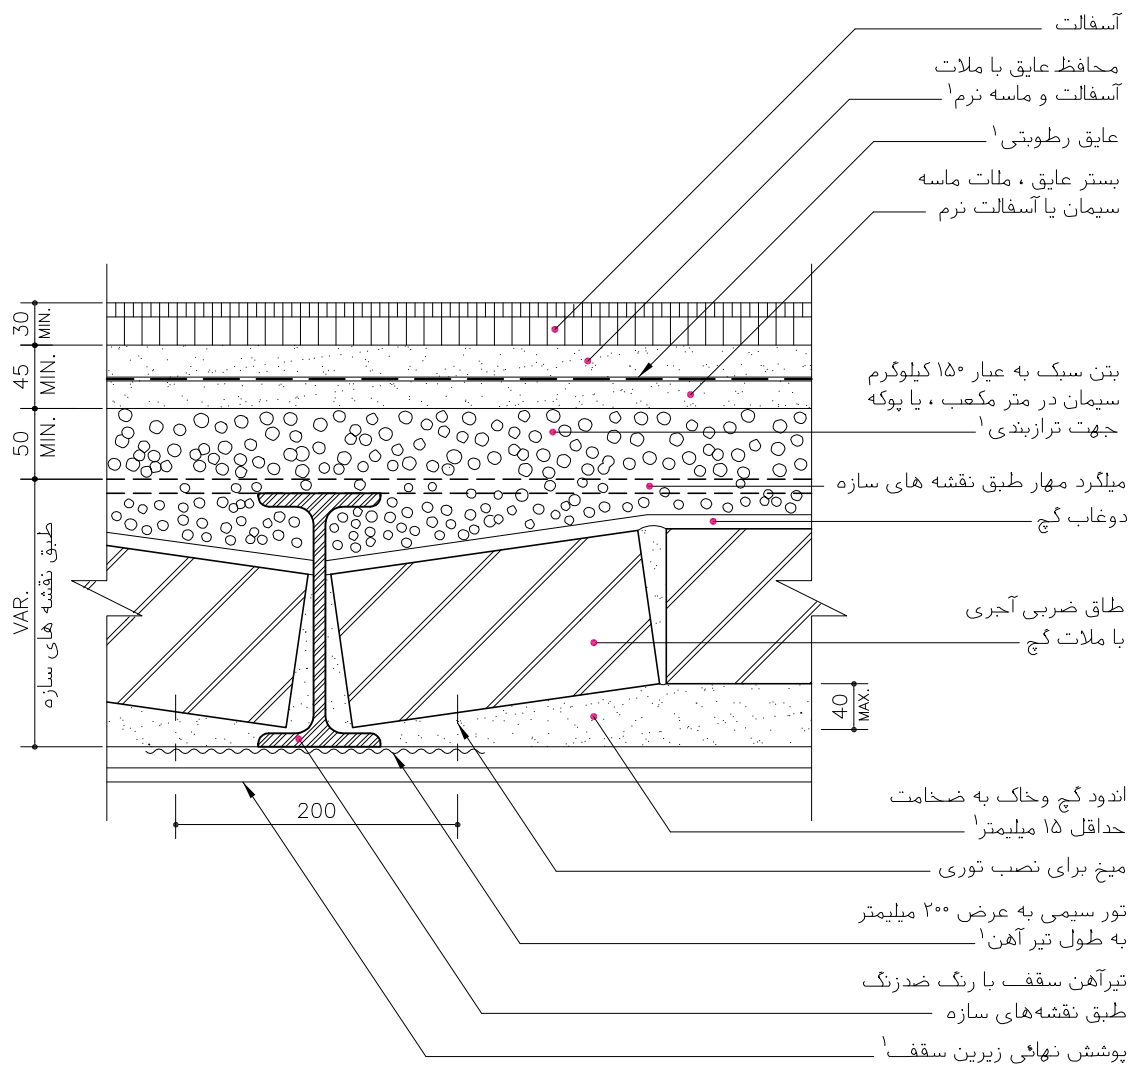 آسفالت
محافظ عایق با ملات
آسفالت و ماسه نرم۱
عایق رطوبتی۱
بستر عایق ، ملات ماسه
سیمان یا آسفالت نرم
بتن سبک به عیار ۱۵۰ کیلوگرم
سیمان در متر مکعب ، یا پوکه
جهت ترازبندی۱
میلگرد مهار طبق نقشه های سازه
دوغاب گچ
طاق ضربی آجری
با ملات گچ
اندود گچ وخاک به ضخامت
حداقل ۱۵ میلیمتر۱
میخ برای نصب توری
تور سیمی به عرض ۲۰۰ میلیمتر
به طول تیر آهن۱
تیرآهن سقف با رنگ ضدزنگ
طبق نقشه‌های سازه
پوشش نهائی زیرین سقف۱
30
MIN.
45
MIN.
50
MIN.
VAR.
طبق نقشه های سازه
40
MAX.
200